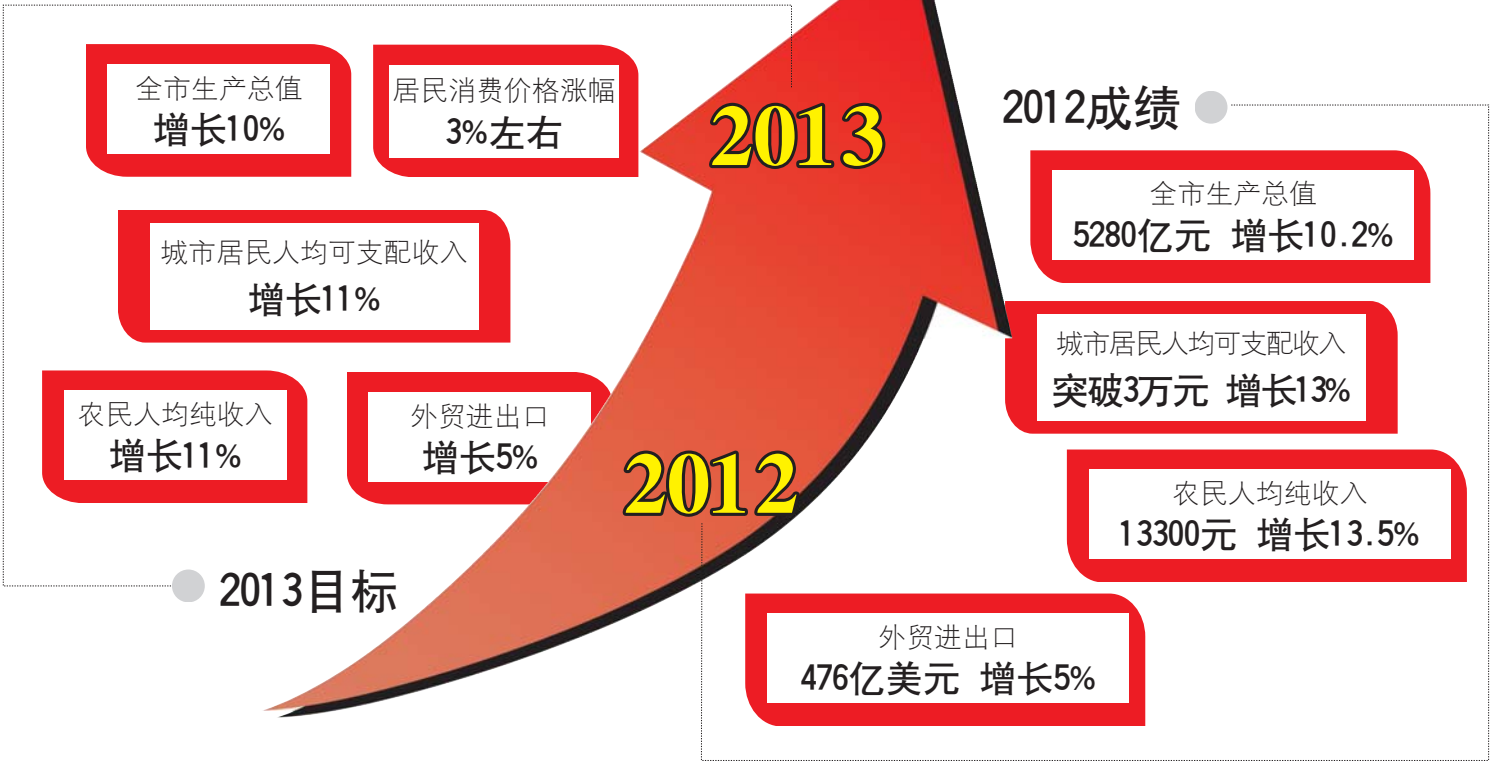 全市生产总值
增长10%
居民消费价格涨幅
3%左右
城市居民人均可支配收入
增长11%
农民人均纯收入
增长11%
外贸进出口
增长5%
2013目标
2013
2012
2012成绩
全市生产总值
5280亿元 增长10.2%
城市居民人均可支配收入
突破3万元 增长13%
农民人均纯收入
13300元 增长13.5%
外贸进出口
476亿美元 增长5%